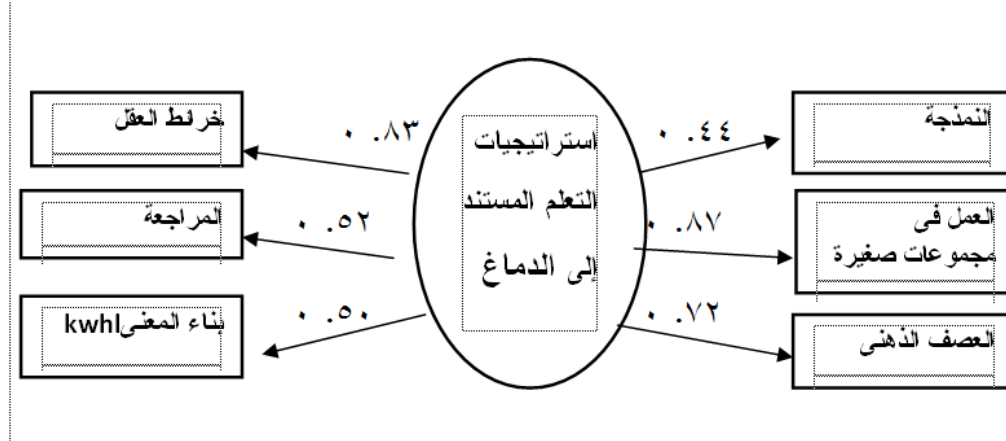 النمذجة
٠.٤٤
العمل فى
مجموعات صغيرة
٠.٨٧
العصف الذهنى
٠.٧٢
استراتيجيات
التعلم المستند
إلى الدماغ
خرائط العقل
٠.٨٣
المراجعة
٠.٥٢
بناء المعنىkwhl
٠.٥٠